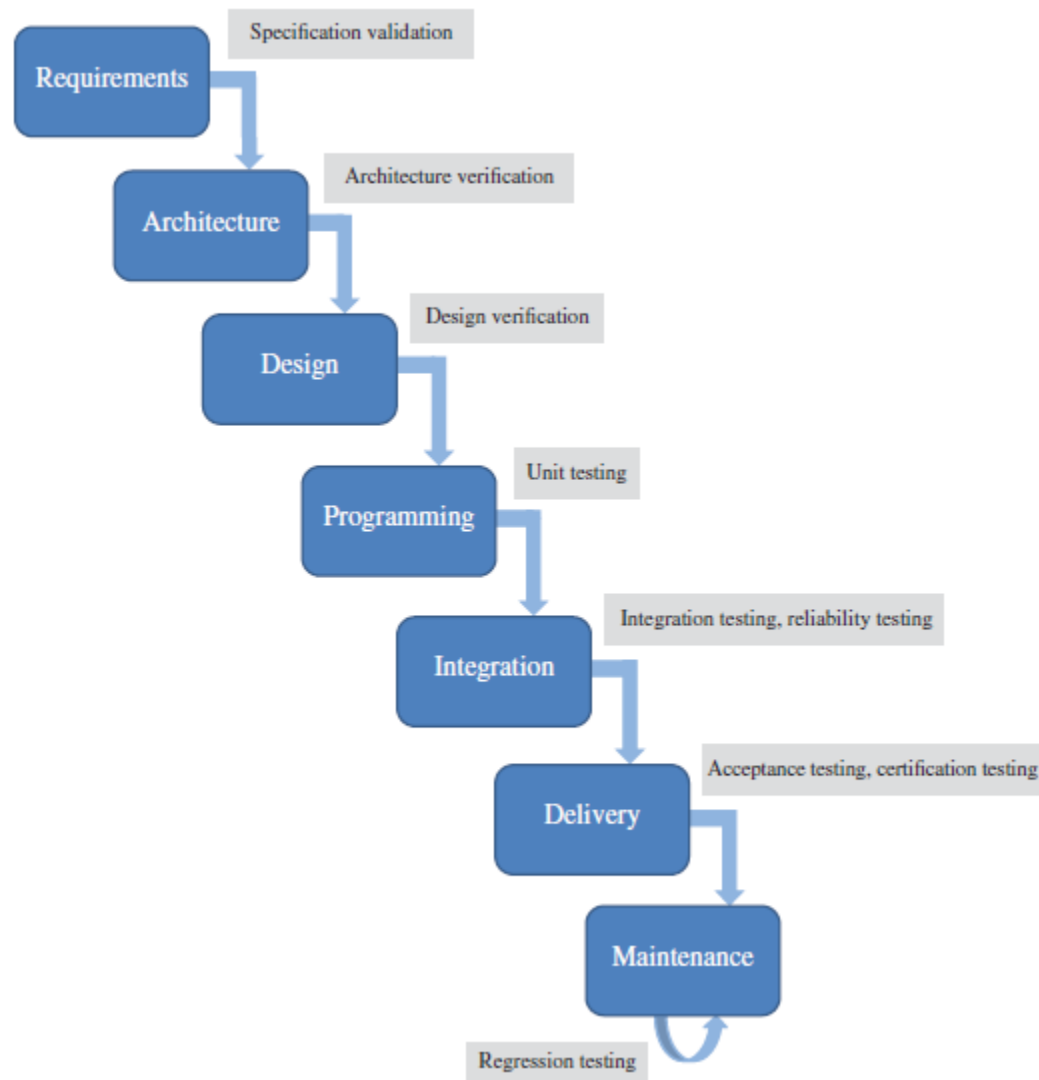 Specification validation
Requirements
Architecture verification
Architecture
Design verification
Design
Unit testing
Programming
Integration testing, reliability testing
Integration
Acceptance testing, certification testing
Delivery
Maintenance
Regression testing